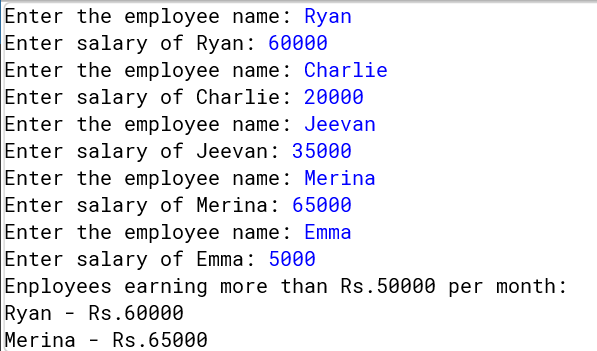 Enter the employee name: Ryan
Enter salary of Ryan: 60000
Enter the employee name: Charlie
Enter salary of Charlie: 20000
Enter the employee name: Jeevan
Enter salary of Jeevan: 35000
Enter the employee name: Merina
Enter salary of Merina: 65000
Enter the employee name: Emma
Enter salary of Emma: 5000
Enployees earning more than Rs.50000 per month:
Ryan - Rs.60000
Merina - Rs.65000